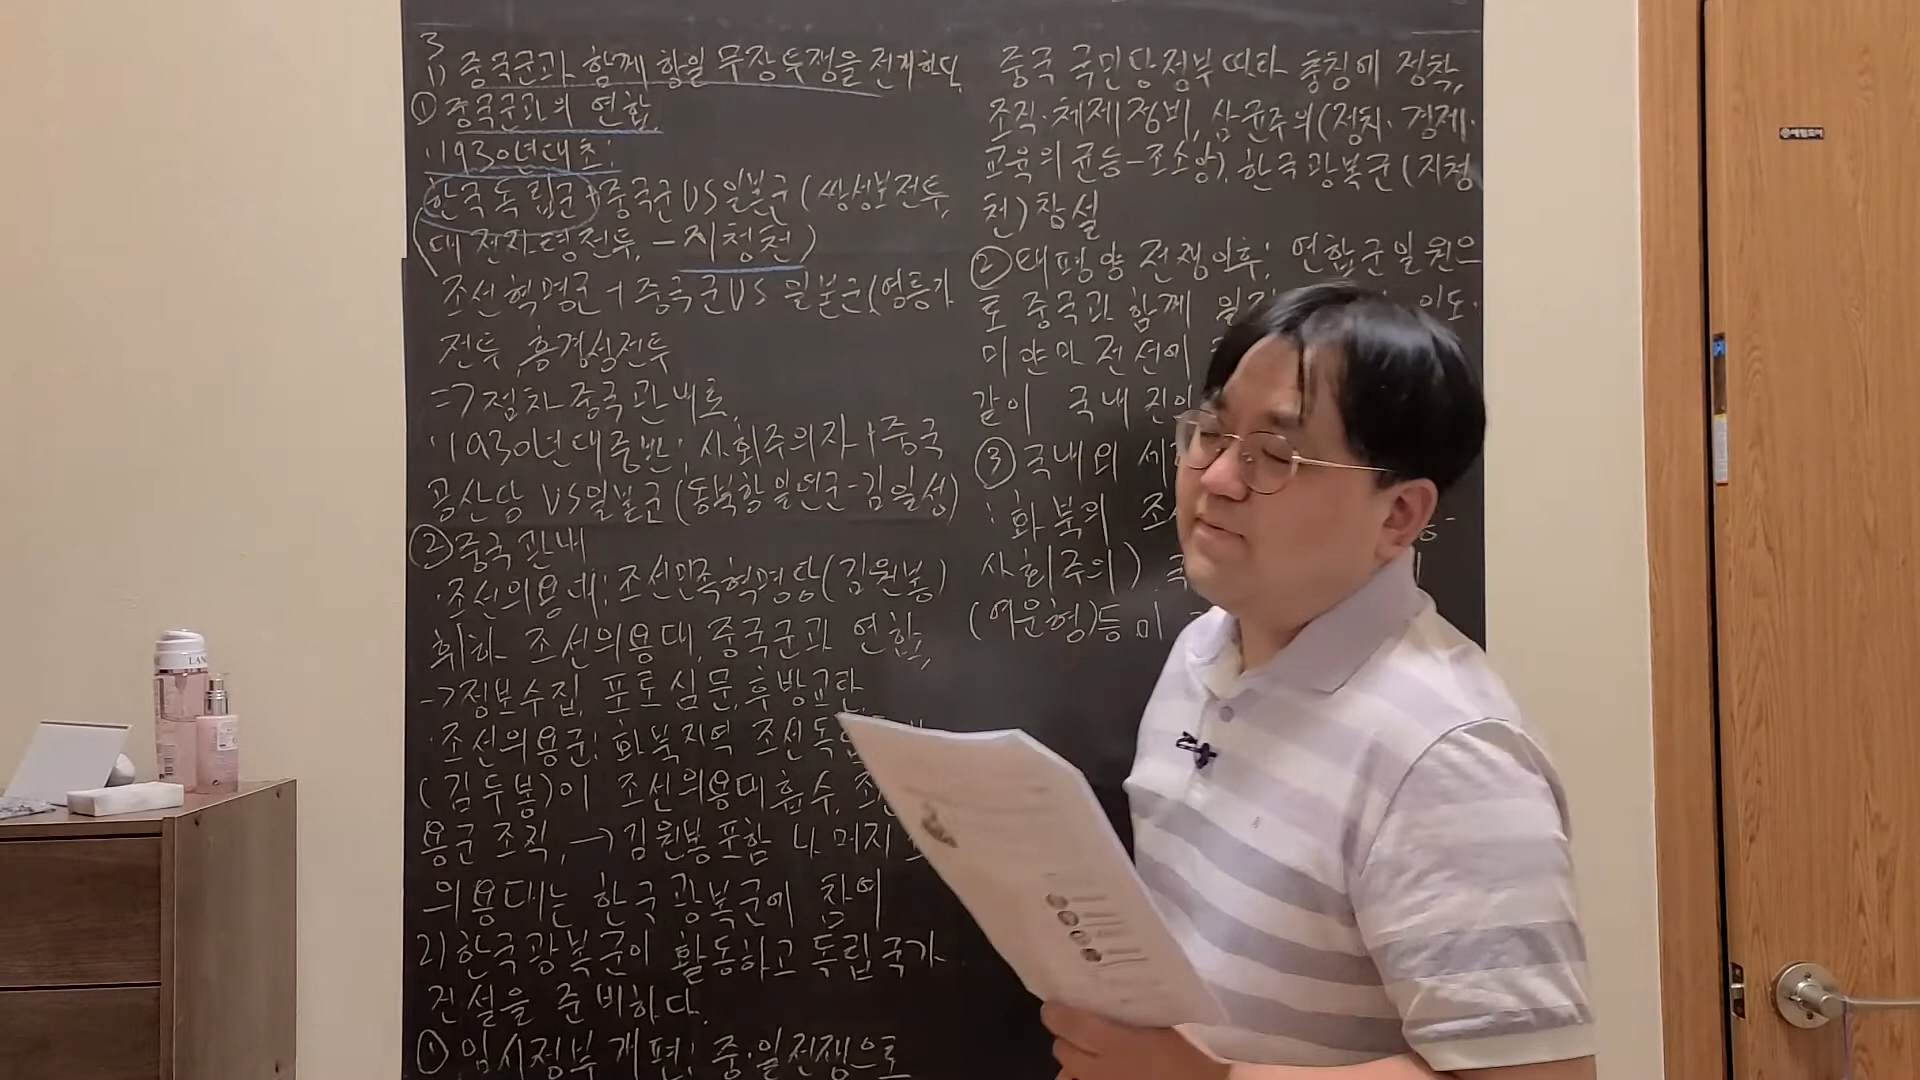 3
1) 중국군과 함께 항일 무장투쟁을 전개하다.
① 중국군과의 연합.
·1930년대초:
한국독립군+중국군 VS 일본군 (쌍성보전투,
대전자령전투, - 지청천)
조선혁명군+중국군 VS 일본군(영릉가
전투, 흥경성전투
=> 점차 중국 관내로.
·1930년대중반: 사회주의자+중국
공산당 VS 일본군 (동북항일연군-김일성)
② 중국 관내
·조선의용대: 조선민족혁명당(김원봉)
휘하 조선의용대, 중국군과 연합,
→정보수집, 포로심문, 후방교란
·조선의용군: 화북지역 조선독
(김두봉)이 조선의용대 흡수,
용군 조직, → 김원봉 포함 나머지
의용대는 한국 광복군에 참여
2) 한국광복군이 활동하고 독립국가
건설을 준비하다.
① 임시정부 개편: 중·일전쟁으로
중국 국민당정부 따라 충칭에 정착,
조직·체제정비, 삼균주의(정치·경제·
교육의 균등-조소앙), 한국광복군(지청
천) 창설
② 태평양 전쟁이후: 연합군 일원으
로 중국과 함께 이도·
미얀마 전선에
같이 국내진
③ 국내외
: 화북의
사회주의)
(여운형)등이